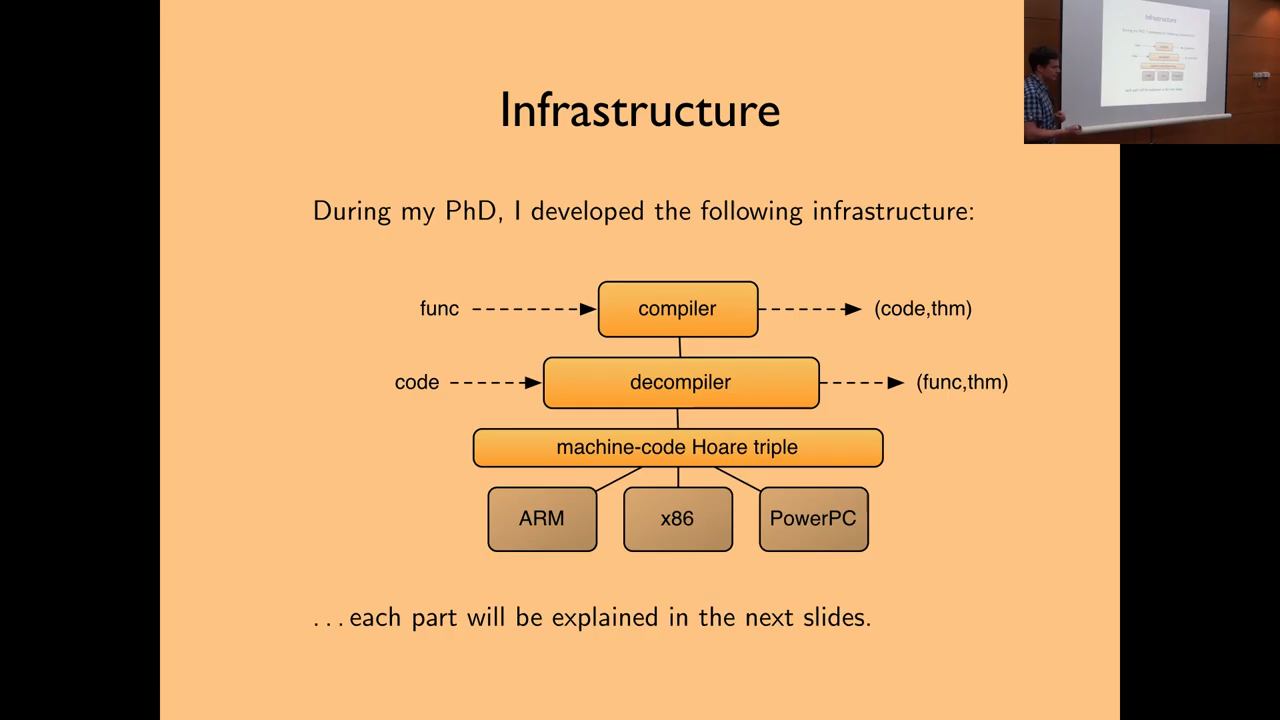 Infrastructure
During my PhD, I developed the following infrastructure:
func
compiler
(code,thm)
code
decompiler
(func,thm)
machine-code Hoare triple
ARM
x86
PowerPC
...each part will be explained in the next slides.
Infrastructure